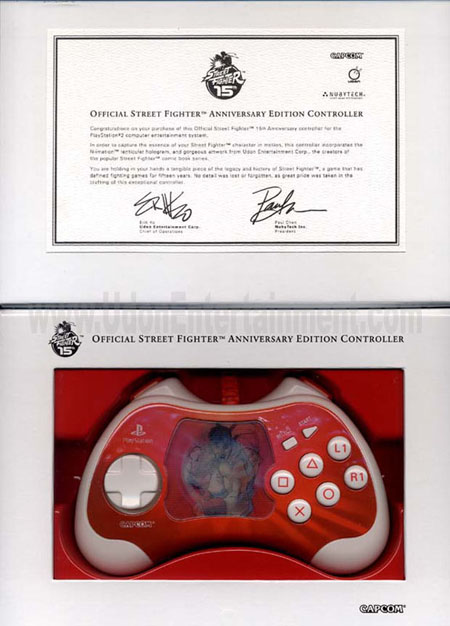 CAPCOM
STREET FIGHTER
15
UDON
NUBYTECH
OFFICIAL STREET FIGHTER™ ANNIVERSARY EDITION CONTROLLER
Congratulations on your purchase of this Official Street Fighter™ 15th Anniversary controller for the
PlayStation®2 computer entertainment system.
In order to capture the essence of your Street Fighter™ character in motion, this controller incorporates the
N-imation™ lenticular hologram, and gorgeous artwork from Udon Entertainment Corp., the creators of
the popular Street Fighter™ comic book series.
You are holding in your hands a tangible piece of the legacy and history of Street Fighter™, a game that has
defined fighting games for fifteen years. No detail was lost or forgotten, as great pride was taken in the
crafting of this exceptional controller.
Erik Ko
Udon Entertainment Corp.
Chief of Operations
Paul Chen
NubyTech Inc.
President
www.UdonEntertainment.com
STREET FIGHTER
15
OFFICIAL STREET FIGHTER™ ANNIVERSARY EDITION CONTROLLER
PlayStation
START
L1
R1
CAPCOM
CAPCOM